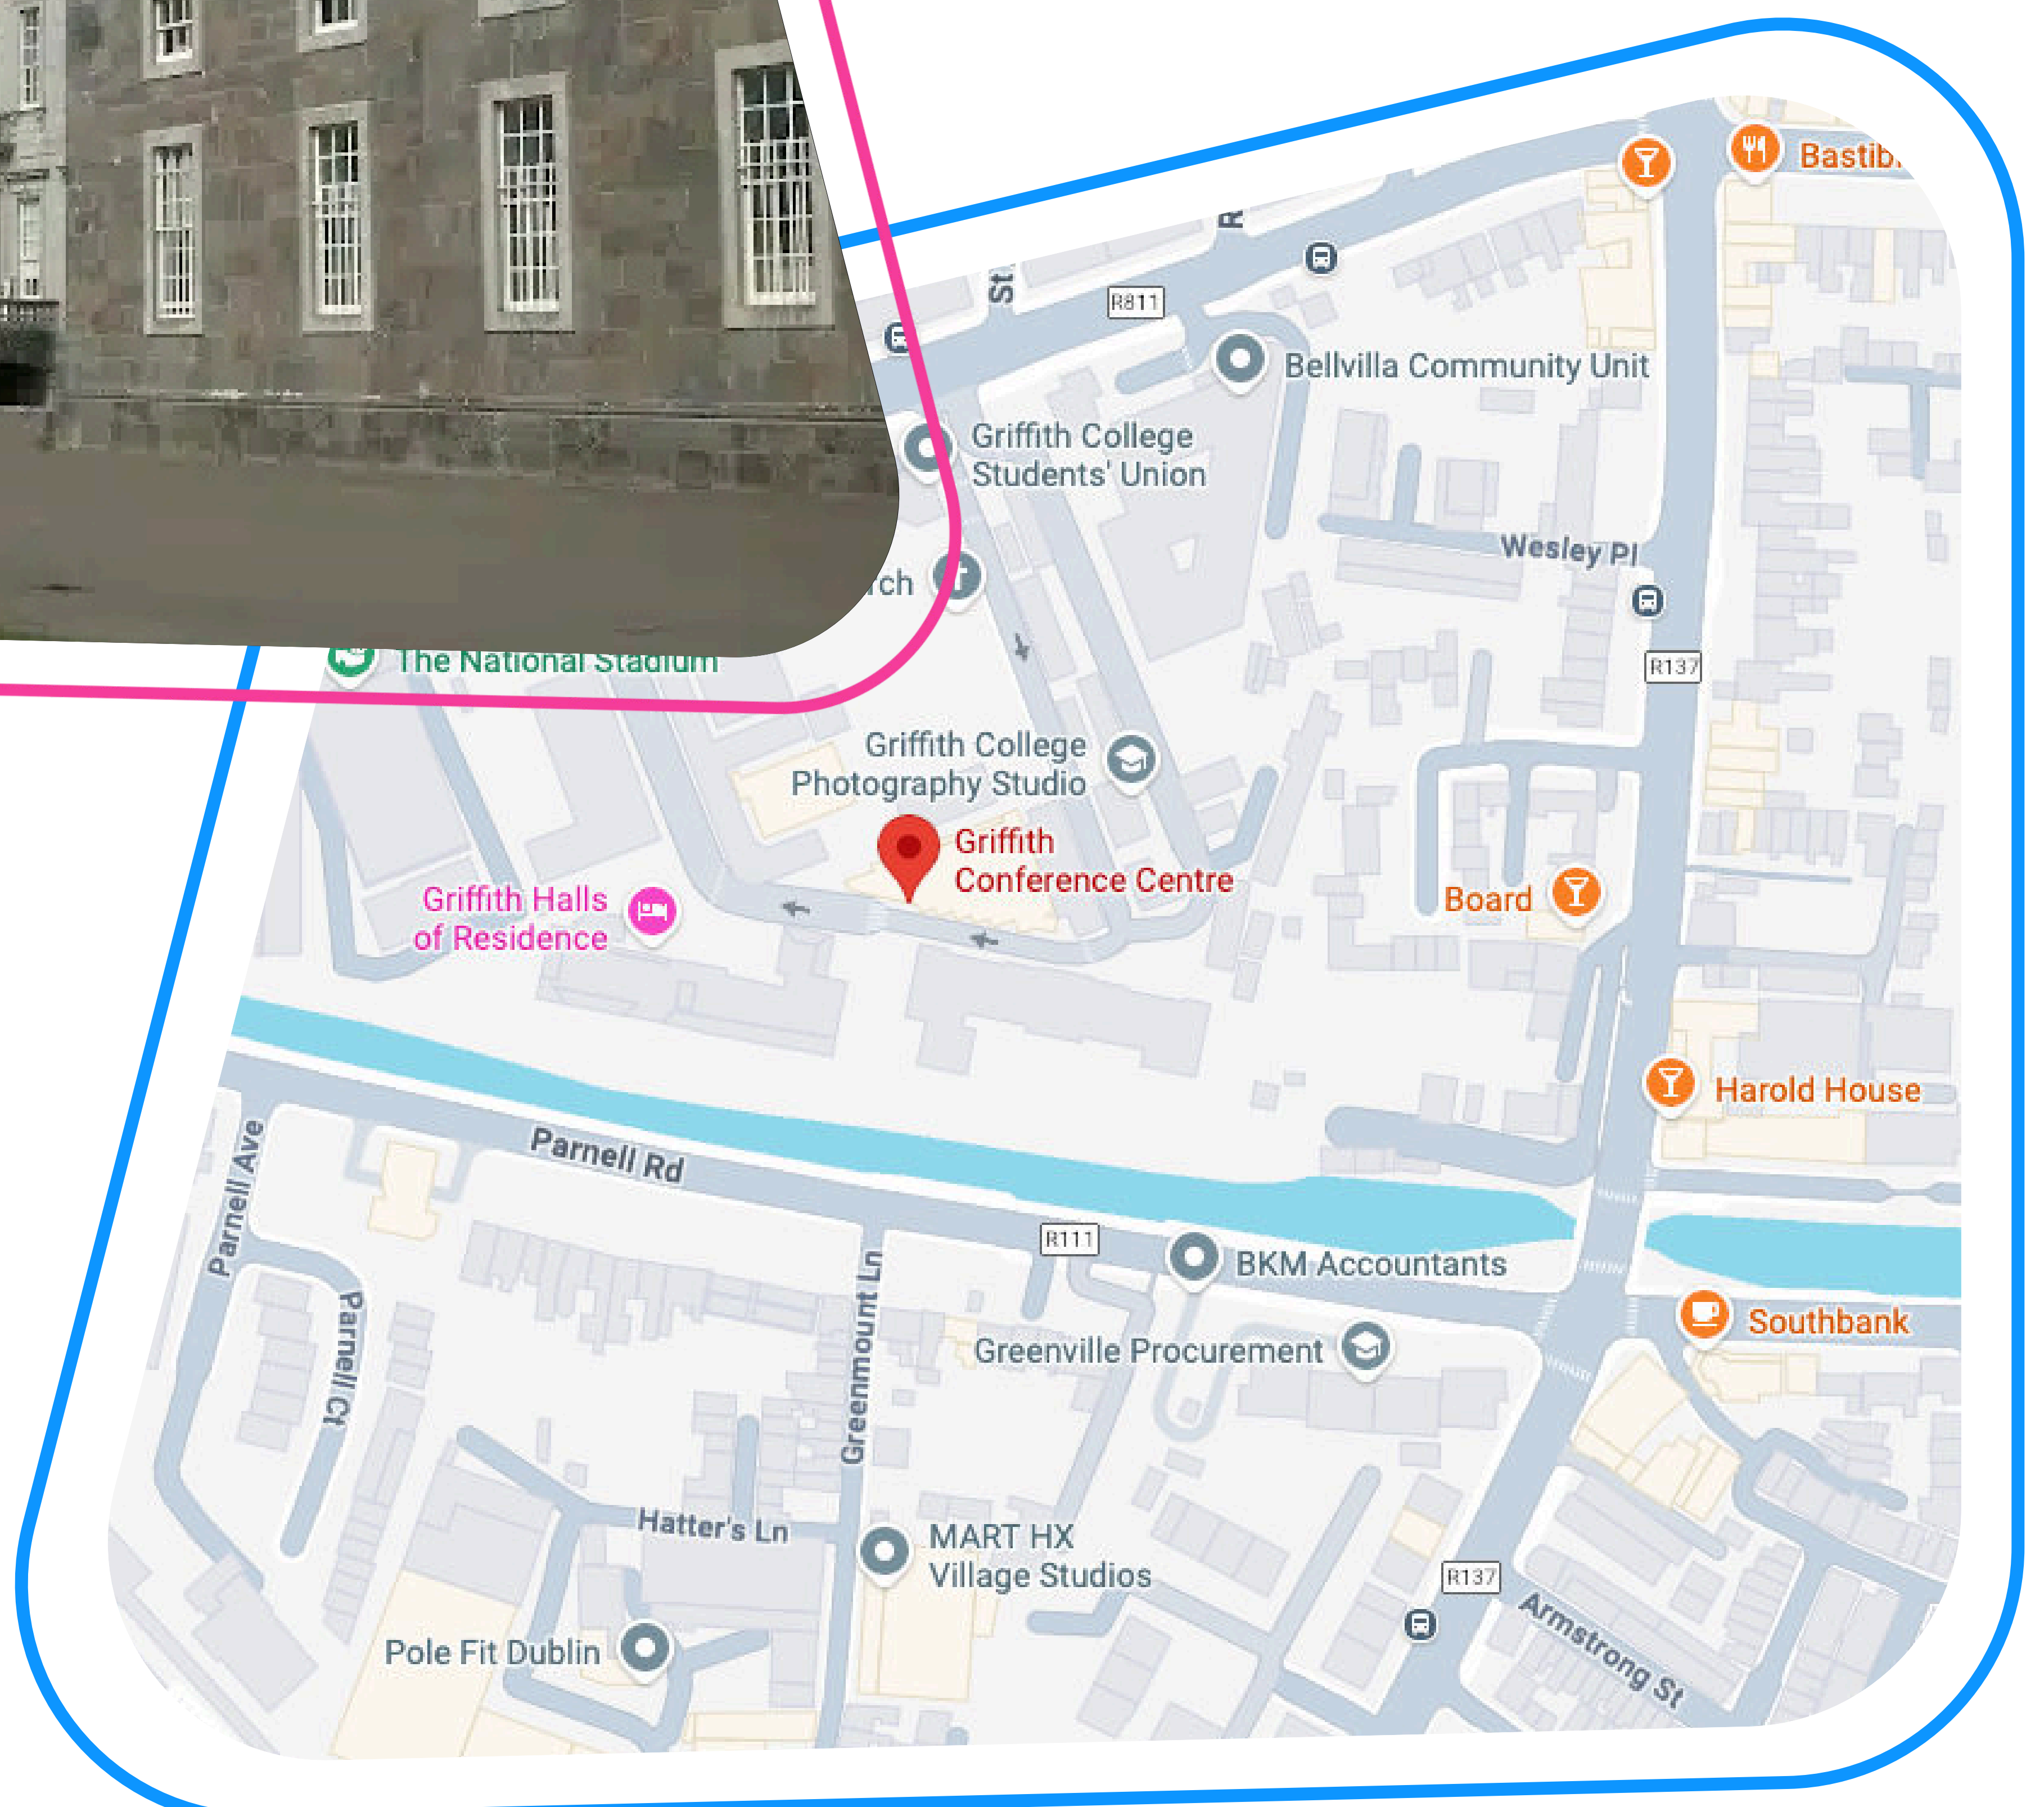 Bastib
R
St
R811
Bellvilla Community Unit
Griffith College
Students' Union
Wesley Pl
rch
The National Stadium
R137
Griffith College
Photography Studio
Griffith
Conference Centre
Griffith Halls
of Residence
Board
Harold House
Parnell Rd
Parnell Ave
R111
BKM Accountants
Southbank
Greenville Procurement
Parnell Ct
Greenmount Ln
Hatter's Ln
MART HX
Village Studios
R137
Armstrong St
Pole Fit Dublin